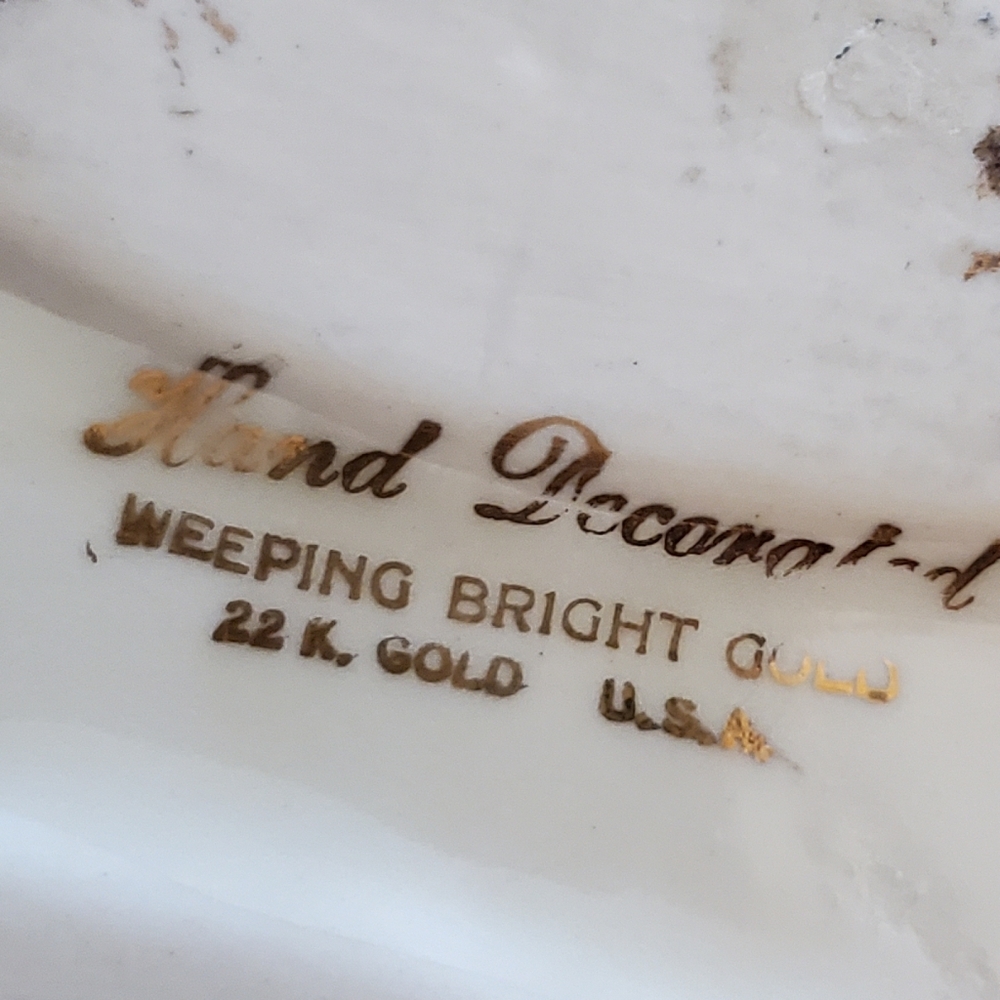 Hand Decorated
WEEPING BRIGHT GOLD
22 K. GOLD U.S.A.